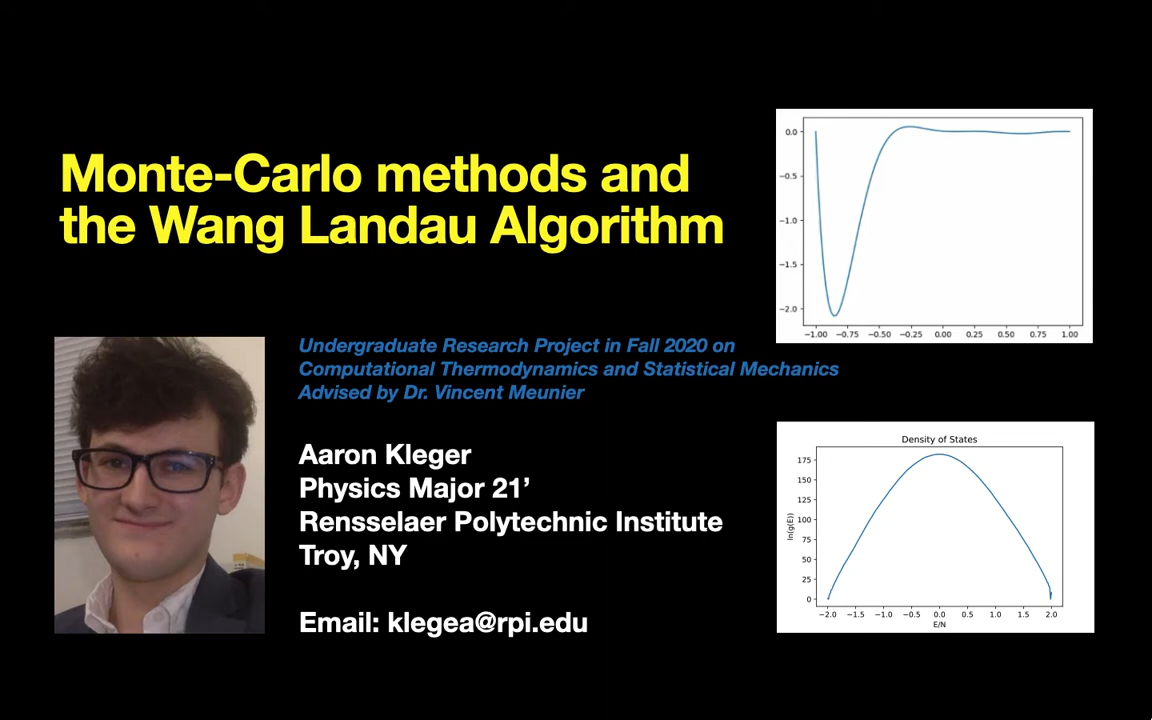 Monte-Carlo methods and
the Wang Landau Algorithm
Undergraduate Research Project in Fall 2020 on
Computational Thermodynamics and Statistical Mechanics
Advised by Dr. Vincent Meunier
Aaron Kleger
Physics Major 21’
Rensselaer Polytechnic Institute
Troy, NY
Email: klegea@rpi.edu
0.0
−0.5
−1.0
−1.5
−2.0
−1.00 −0.75 −0.50 −0.25 0.00 0.25 0.50 0.75 1.00
Density of States
ln(g(E))
175
150
125
100
75
50
25
0
−2.0 −1.5 −1.0 −0.5 0.0 0.5 1.0 1.5 2.0
E/N